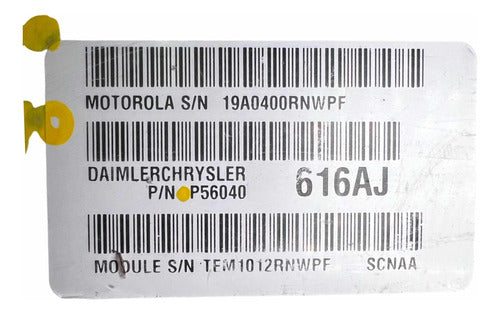 MOTOROLA S/N 19A0400RNWPF
DAIMLERCHRYSLER
P/N P56040 616AJ
MODULE S/N TFM1012RNWPF SCNAA